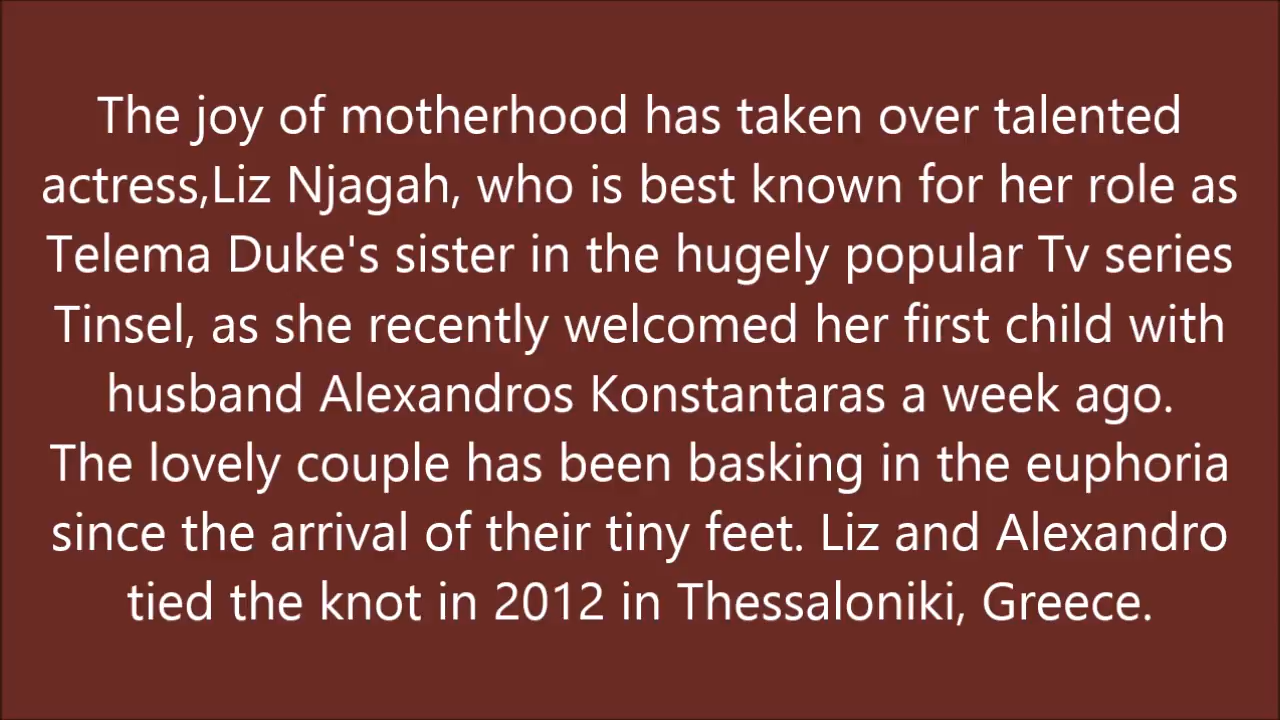 The joy of motherhood has taken over talented
actress,Liz Njagah, who is best known for her role as
Telema Duke's sister in the hugely popular Tv series
Tinsel, as she recently welcomed her first child with
husband Alexandros Konstantaras a week ago.
The lovely couple has been basking in the euphoria
since the arrival of their tiny feet. Liz and Alexandro
tied the knot in 2012 in Thessaloniki, Greece.